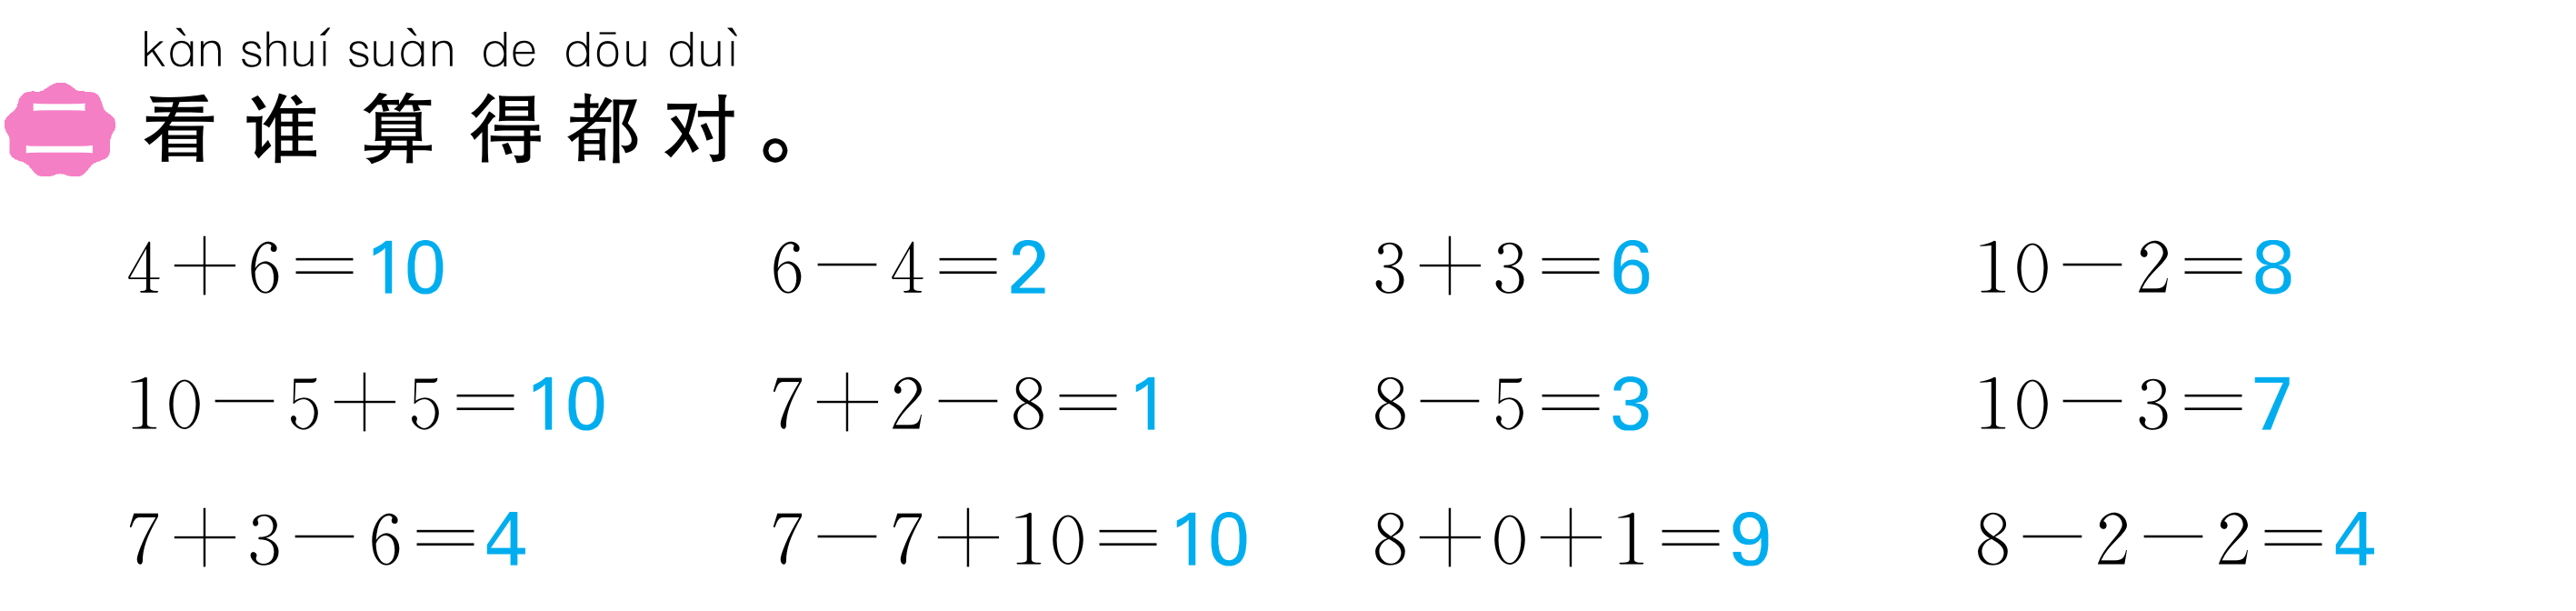 kàn shuí suàn de dōu duì
二 看谁算得都对。
4+6=10 6-4=2 3+3=6 10-2=8
10-5+5=10 7+2-8=1 8-5=3 10-3=7
7+3-6=4 7-7+10=10 8+0+1=9 8-2-2=4